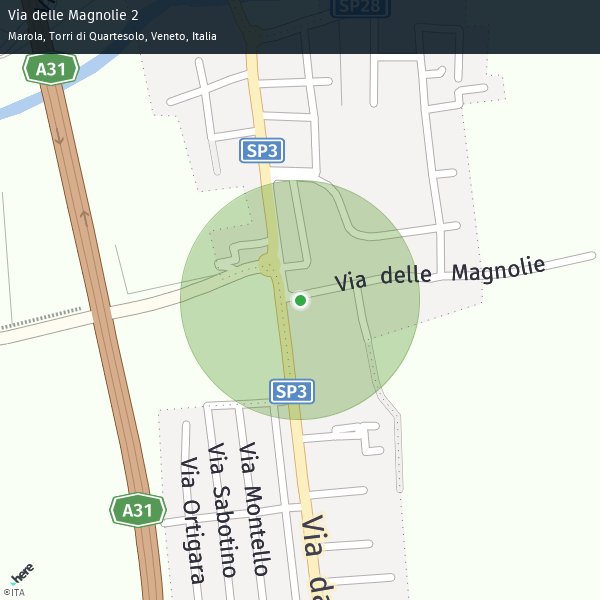 Via delle Magnolie 2
Marola, Torri di Quartesolo, Veneto, Italia
SP28
A31
SP3
Via delle Magnolie
SP3
Via Montello
Via Sabotino
Via Ortigara
A31
Via da
here
©ITA